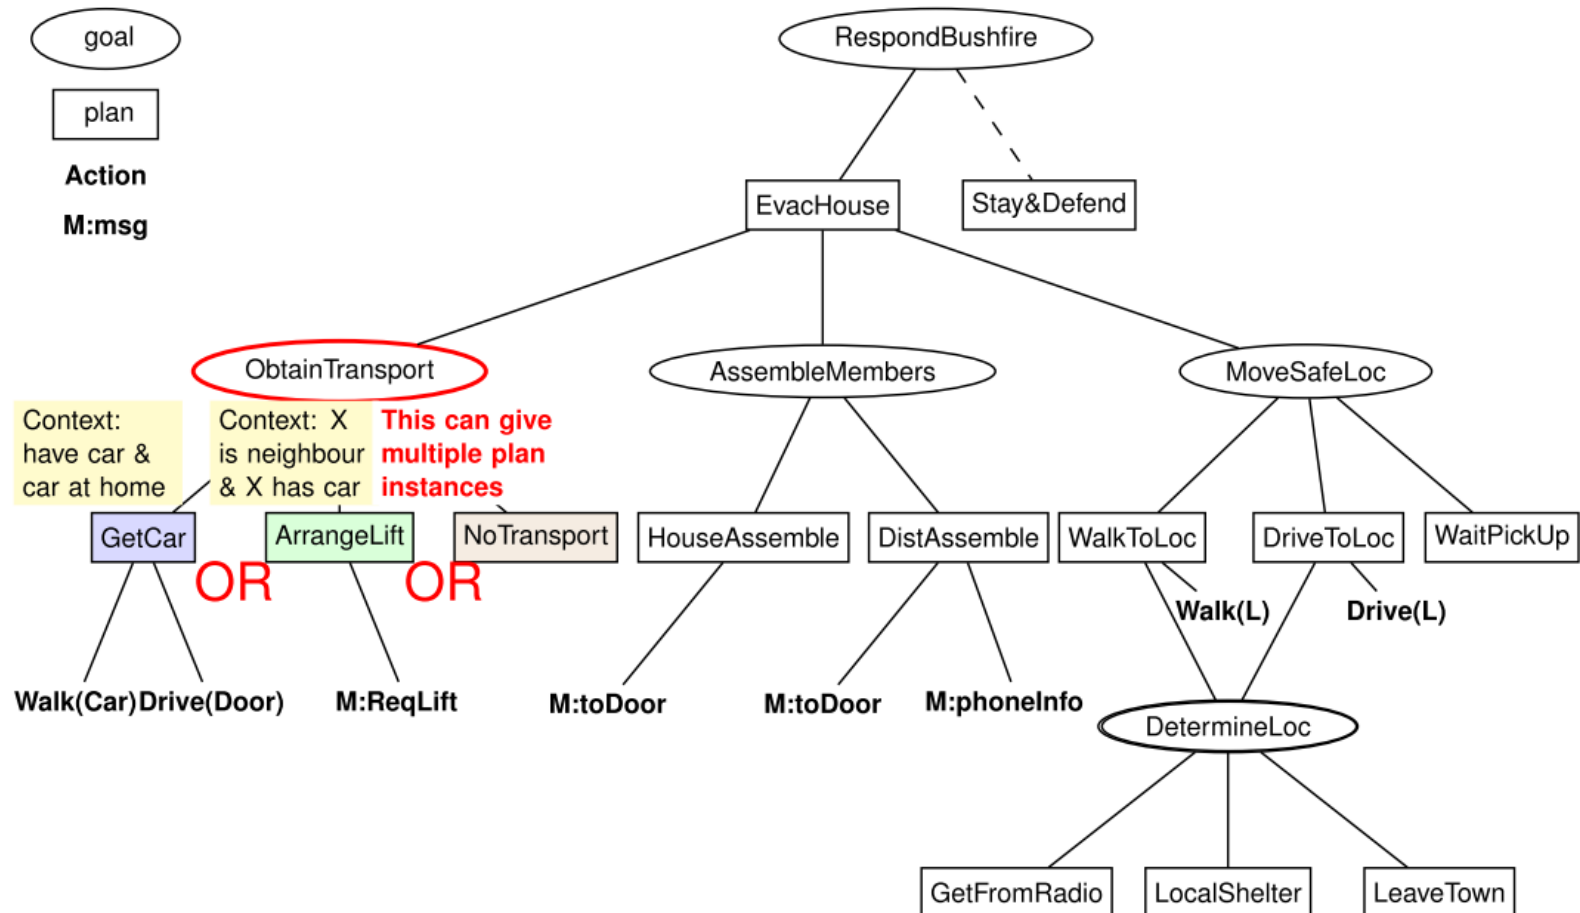 goal
RespondBushfire
plan
Action
M:msg
EvacHouse
Stay&Defend
ObtainTransport
AssembleMembers
MoveSafeLoc
Context:
have car &
car at home
Context: X
is neighbour
& X has car
This can give
multiple plan
instances
GetCar
OR
ArrangeLift
OR
NoTransport
HouseAssemble
DistAssemble
WalkToLoc
DriveToLoc
WaitPickUp
Walk(L)
Drive(L)
Walk(Car)
Drive(Door)
M:ReqLift
M:toDoor
M:toDoor
M:phoneInfo
DetermineLoc
GetFromRadio
LocalShelter
LeaveTown